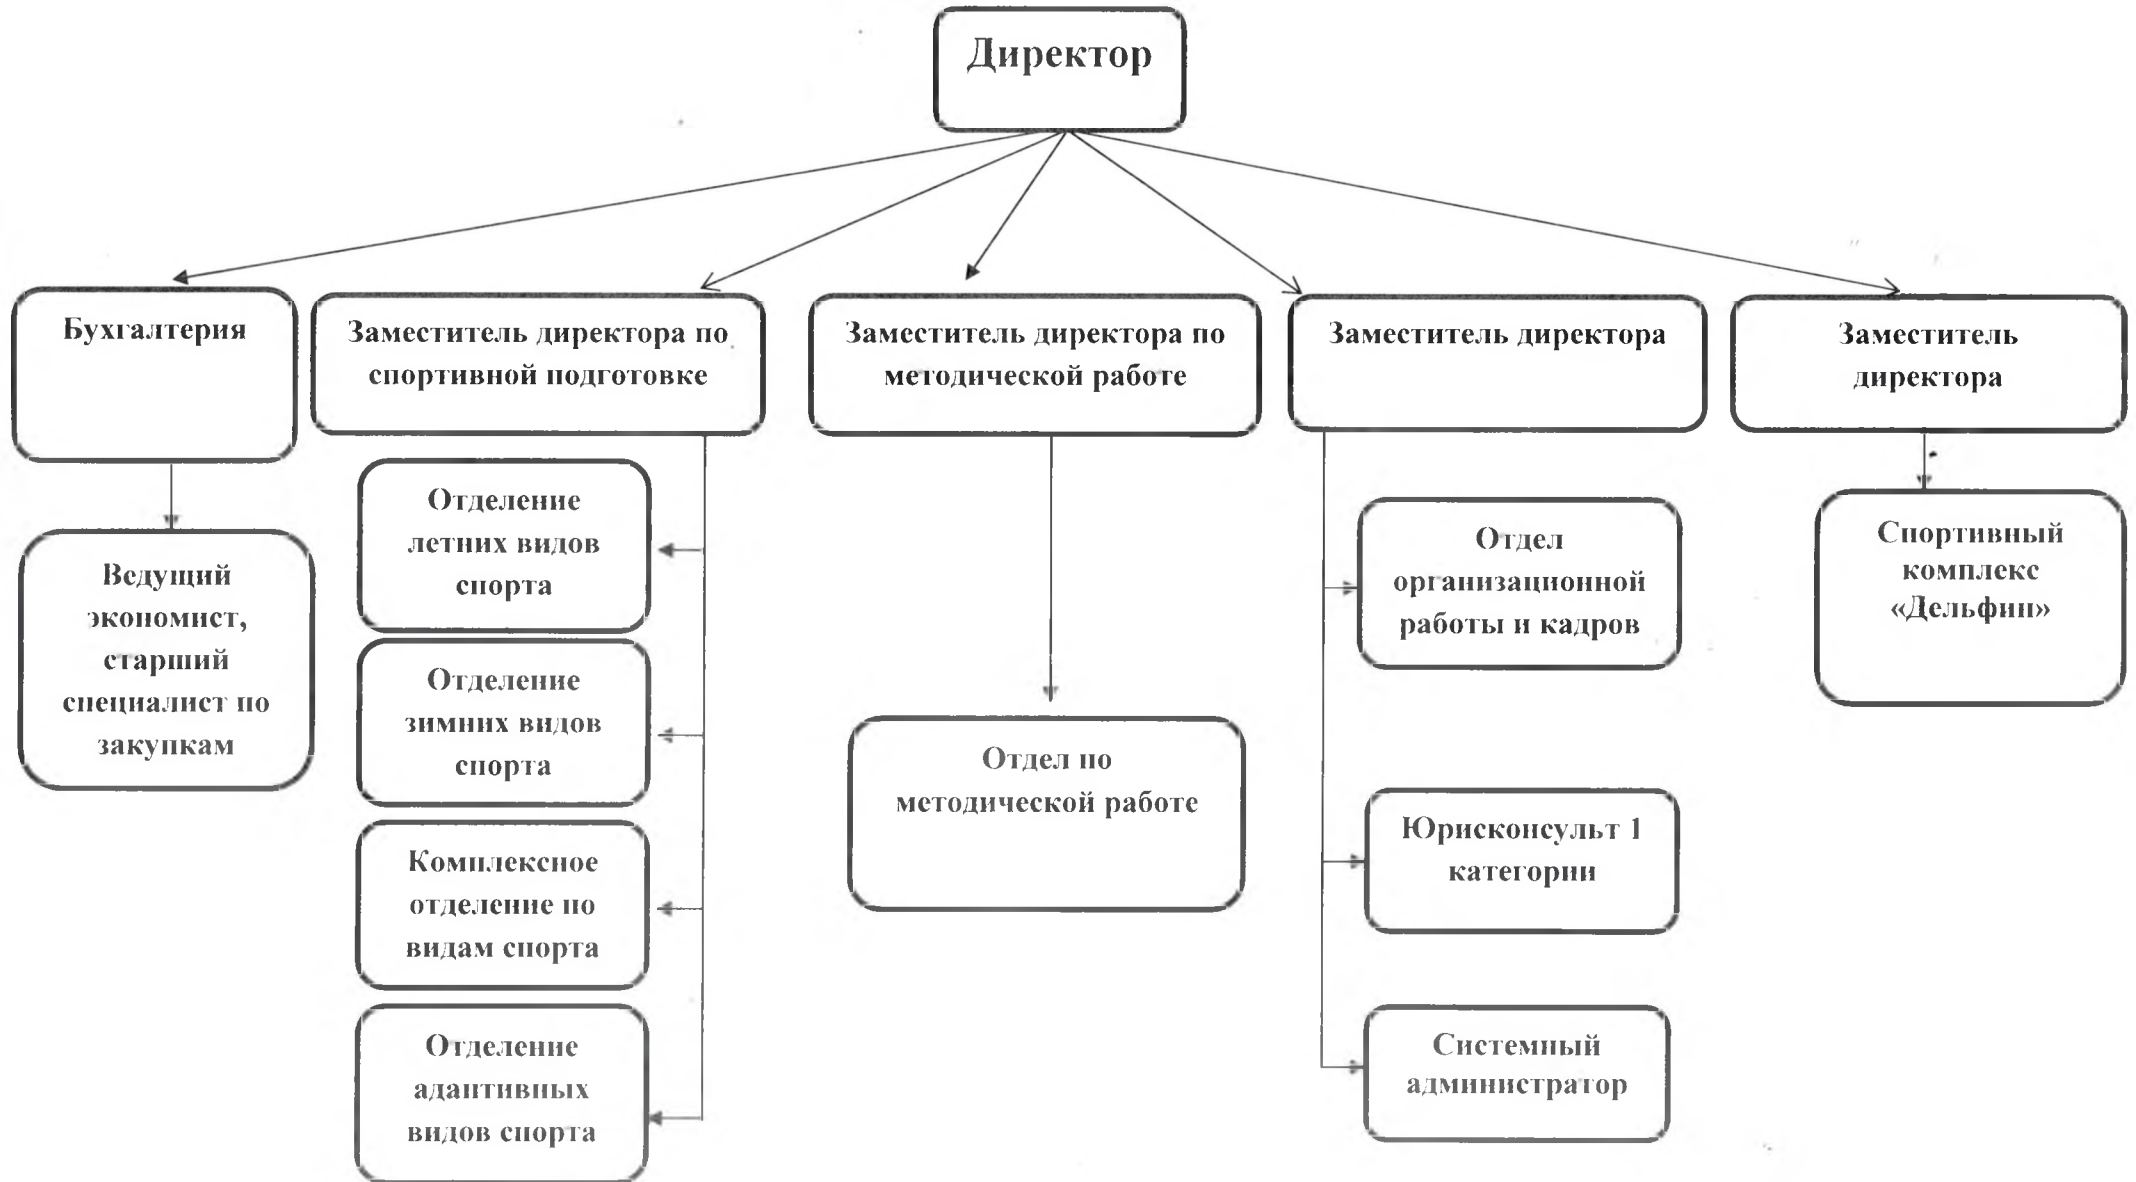 Директор
Бухгалтерия
Заместитель директора по
спортивной подготовке
Заместитель директора по
методической работе
Заместитель директора
Заместитель
директора
Ведущий
экономист,
старший
специалист по
закупкам
Отделение
летних видов
спорта
Отделение
зимних видов
спорта
Комплексное
отделение по
видам спорта
Отделение
адаптивных
видов спорта
Отдел по
методической работе
Отдел
организационной
работы и кадров
Юрисконсульт 1
категории
Системный
администратор
Спортивный
комплекс
«Дельфин»